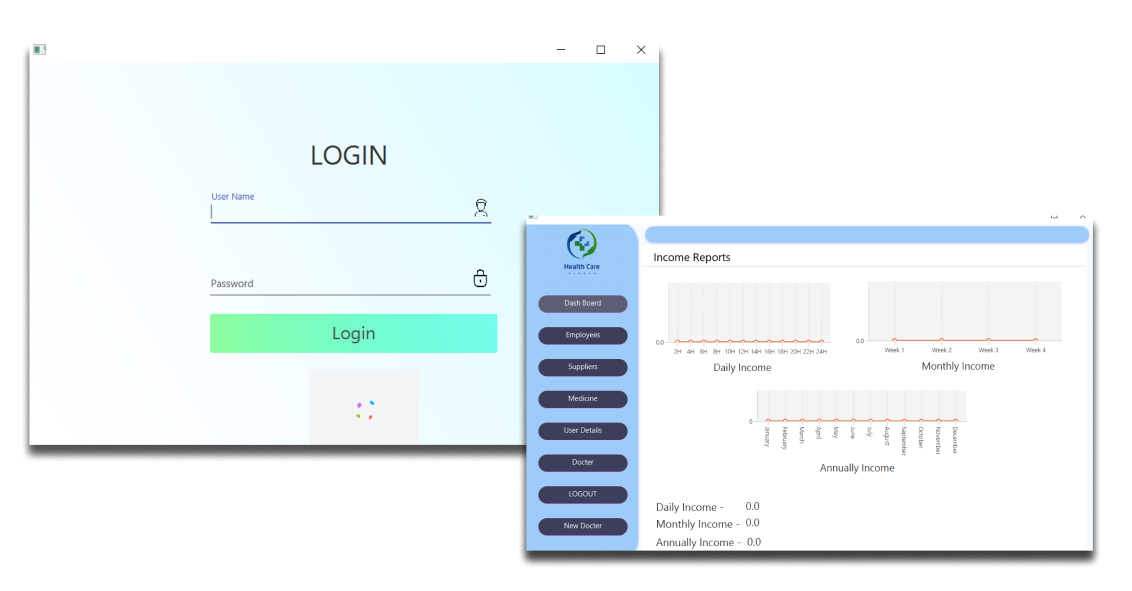 LOGIN
User Name
Password
Login
Health Care
Dash Board
Employees
Suppliers
Medicine
User Details
Docter
LOGOUT
New Docter
Income Reports
0.0
2H 4H 6H 8H 10H 12H 14H 16H 18H 20H 22H 24H
Daily Income
0.0
Week 1 Week 2 Week 3 Week 4
Monthly Income
0
January February March April May June July August September October November December
Annually Income
Daily Income - 0.0
Monthly Income - 0.0
Annually Income - 0.0